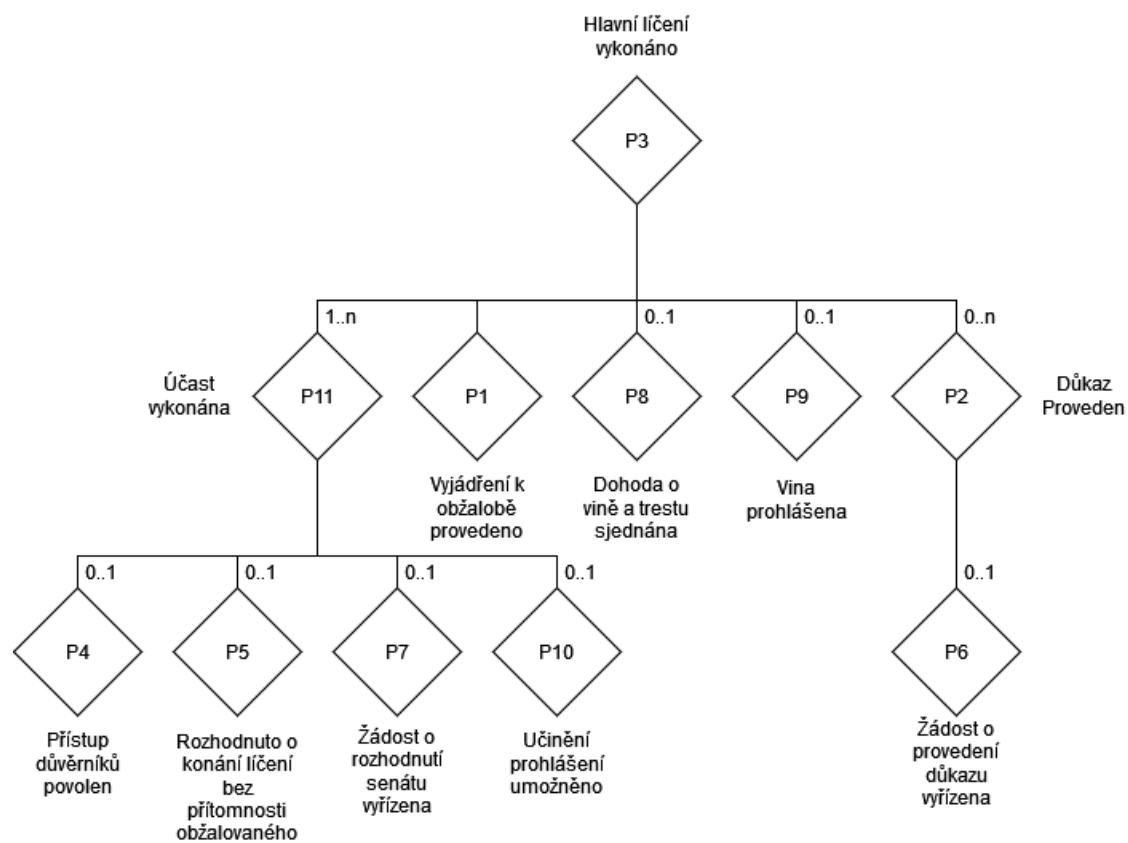 Hlavní líčení
vykonáno
P3
1..n
0..1
0..1
0..n
Účast
vykonána
P11
P1
P8
P9
P2
Důkaz
Proveden
Vyjádření k
obžalobě
provedeno
Dohoda o
vině a trestu
sjednána
Vina
prohlášena
0..1
0..1
0..1
0..1
0..1
P4
P5
P7
P10
P6
Přístup
důvěrníků
povolen
Rozhodnuto o
konání líčení
bez
přítomnosti
obžalovaného
Žádost o
rozhodnutí
senátu
vyřízena
Učinění
prohlášení
umožněno
Žádost o
provedení
důkazu
vyřízena